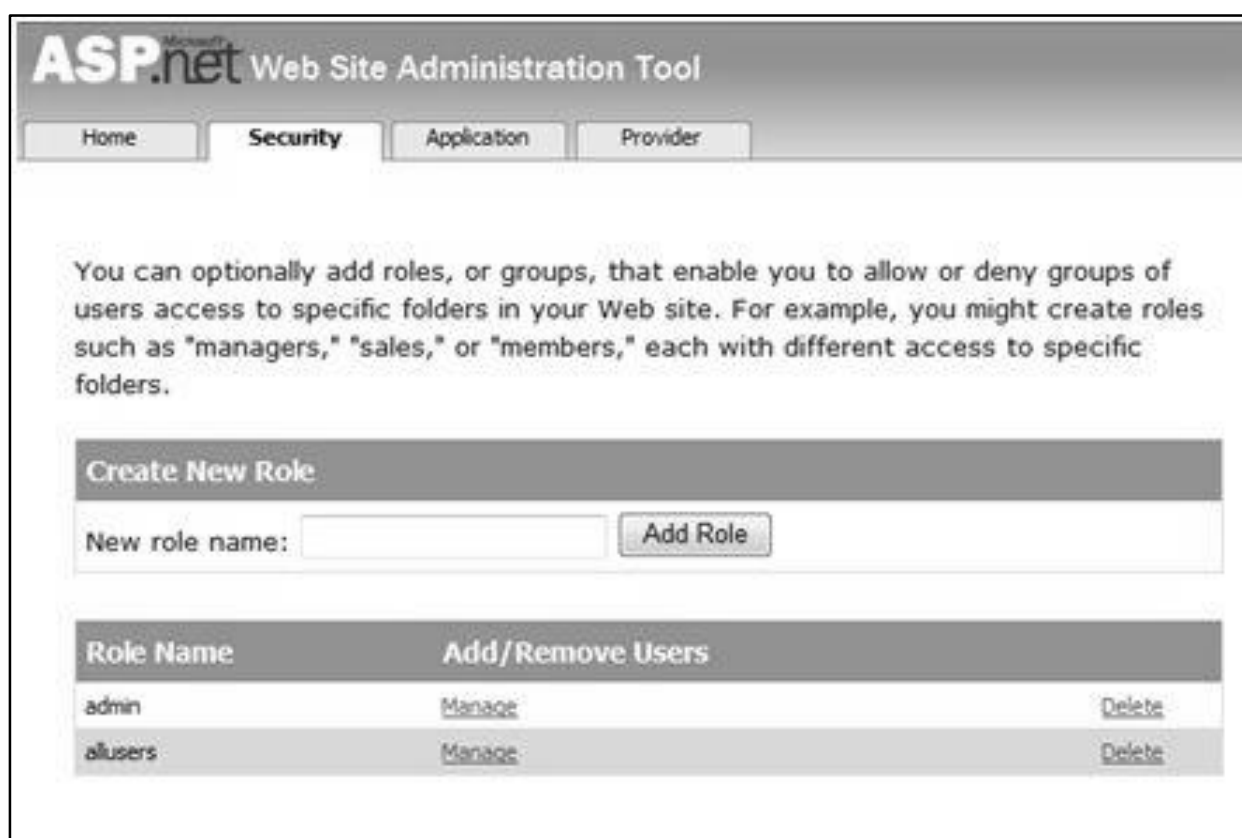 Microsoft
ASP.net Web Site Administration Tool
Home Security Application Provider
You can optionally add roles, or groups, that enable you to allow or deny groups of
users access to specific folders in your Web site. For example, you might create roles
such as "managers," "sales," or "members," each with different access to specific
folders.
Create New Role
New role name: Add Role
Role Name Add/Remove Users
admin Manage Delete
allusers Manage Delete